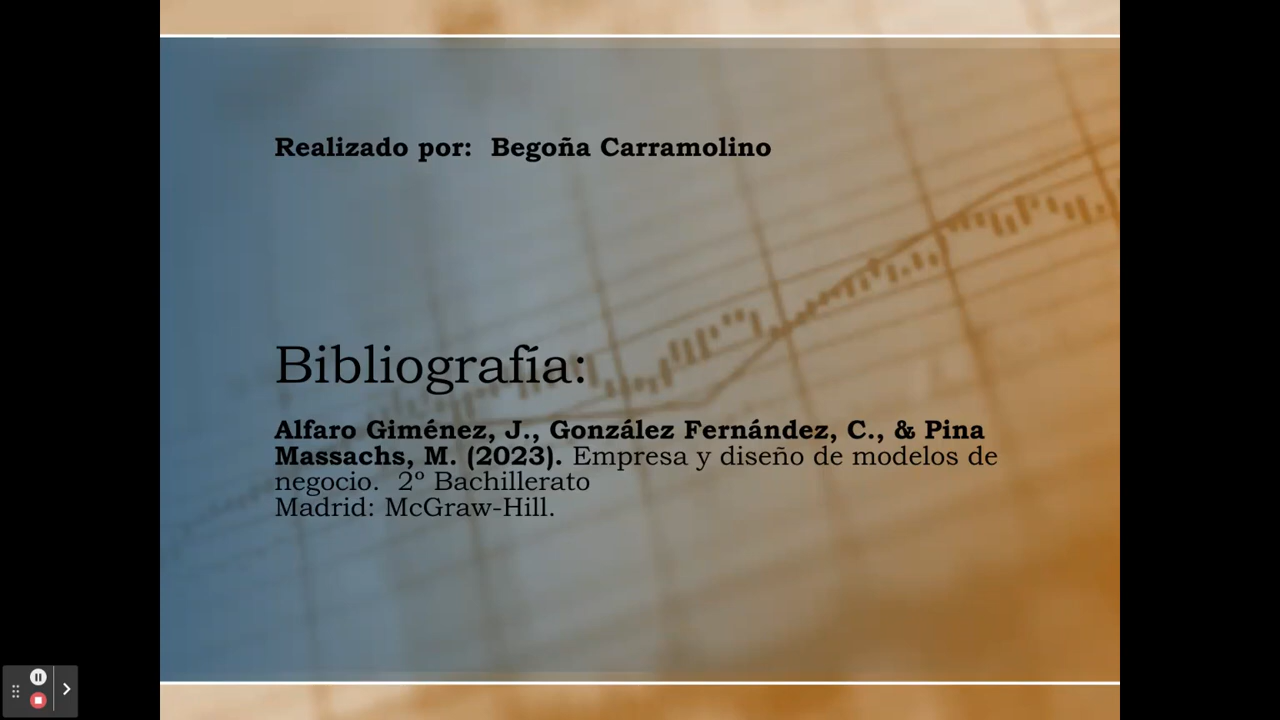 Realizado por:  Begoña Carramolino
Bibliografía:
Alfaro Giménez, J., González Fernández, C., & Pina
Massachs, M. (2023). Empresa y diseño de modelos de
negocio.  2º Bachillerato
Madrid: McGraw-Hill.